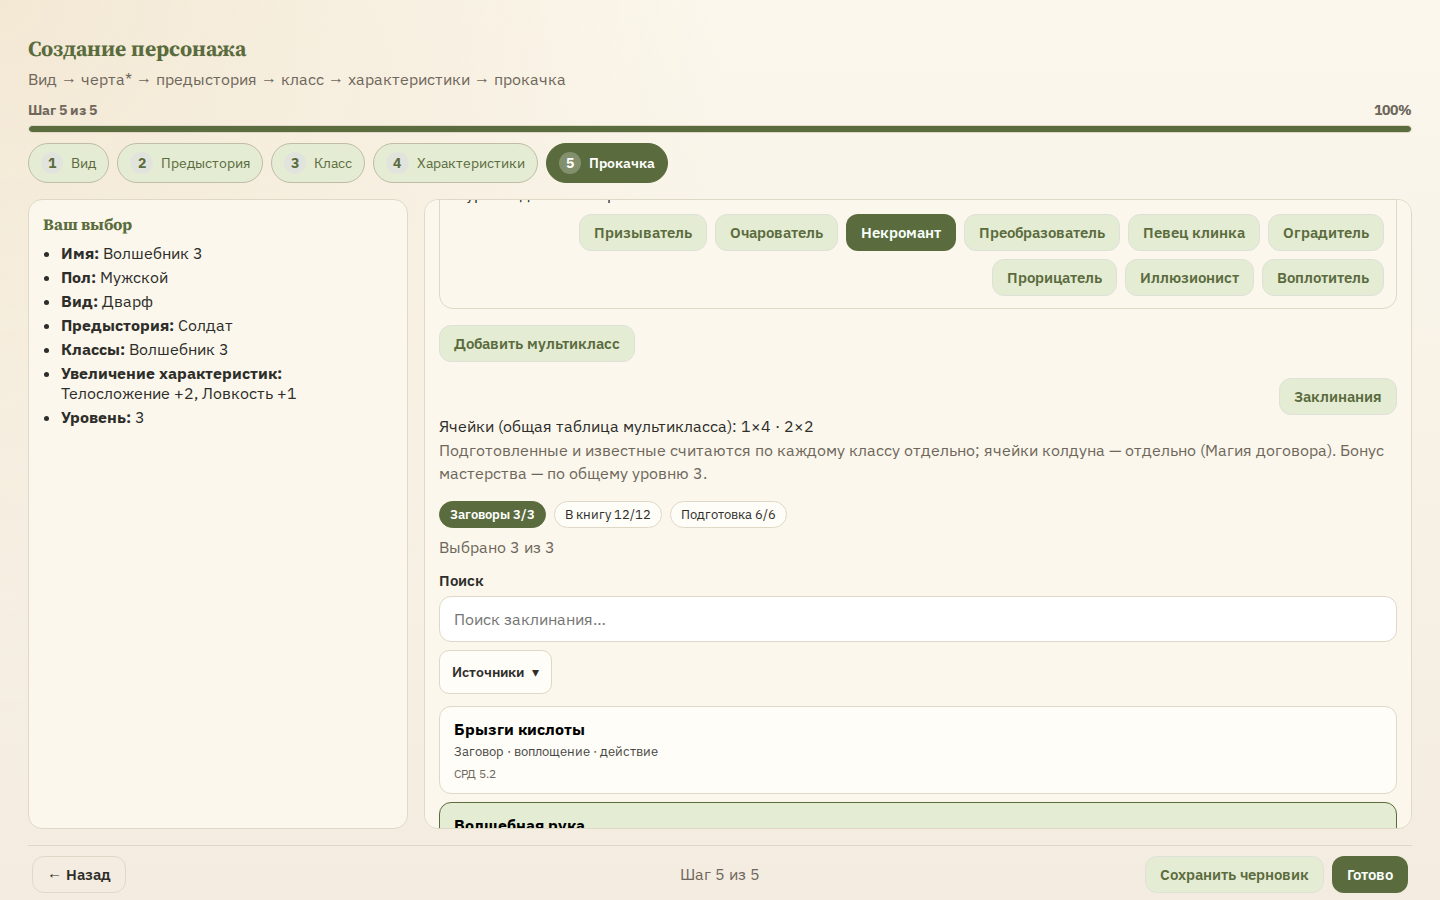 Создание персонажа
Вид → черта* → предыстория → класс → характеристики → прокачка
Шаг 5 из 5
100%
1 Вид
2 Предыстория
3 Класс
4 Характеристики
5 Прокачка
Ваш выбор
• Имя: Волшебник 3
• Пол: Мужской
• Вид: Дварф
• Предыстория: Солдат
• Классы: Волшебник 3
• Увеличение характеристик:
Телосложение +2, Ловкость +1
• Уровень: 3
Призыватель
Очарователь
Некромант
Преобразователь
Певец клинка
Оградитель
Прорицатель
Иллюзионист
Воплотитель
Добавить мультикласс
Заклинания
Ячейки (общая таблица мультикласса): 1×4 · 2×2
Подготовленные и известные считаются по каждому классу отдельно; ячейки колдуна — отдельно (Магия договора). Бонус
мастерства — по общему уровню 3.
Заговоры 3/3
В книгу 12/12
Подготовка 6/6
Выбрано 3 из 3
Поиск
Поиск заклинания...
Источники ▾
Брызги кислоты
Заговор · воплощение · действие
СРД 5.2
Волшебная рука
← Назад
Шаг 5 из 5
Сохранить черновик
Готово